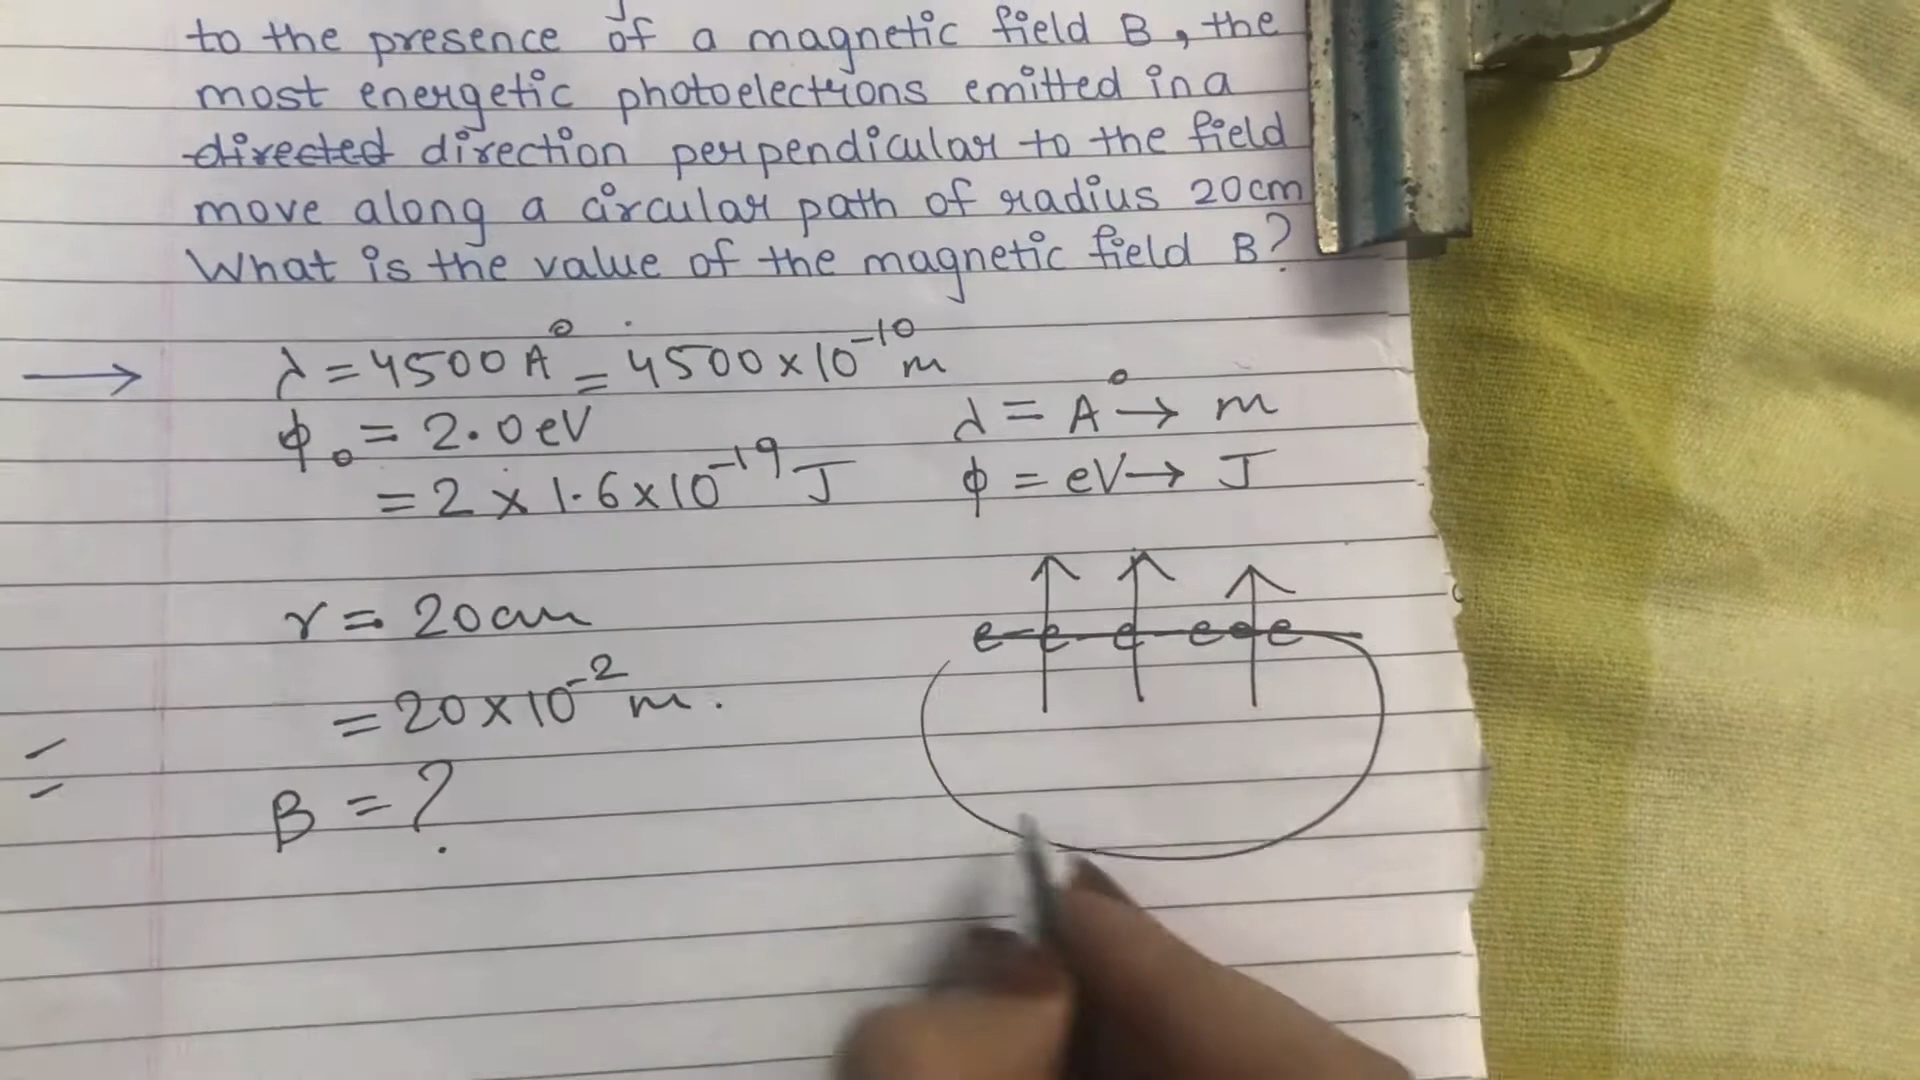 to the presence of a magnetic field B, the
most energetic photoelectrons emitted in a
directed direction perpendicular to the field
move along a circular path of radius 20cm
What is the value of the magnetic field B?
→ λ = 4500 A° = 4500 × 10⁻¹⁰ m
ϕ₀ = 2.0 eV
= 2 × 1.6 × 10⁻¹⁹ J
λ = A° → m
ϕ = eV → J
r = 20 cm
= 20 × 10⁻² m.
B = ?
e e e e e